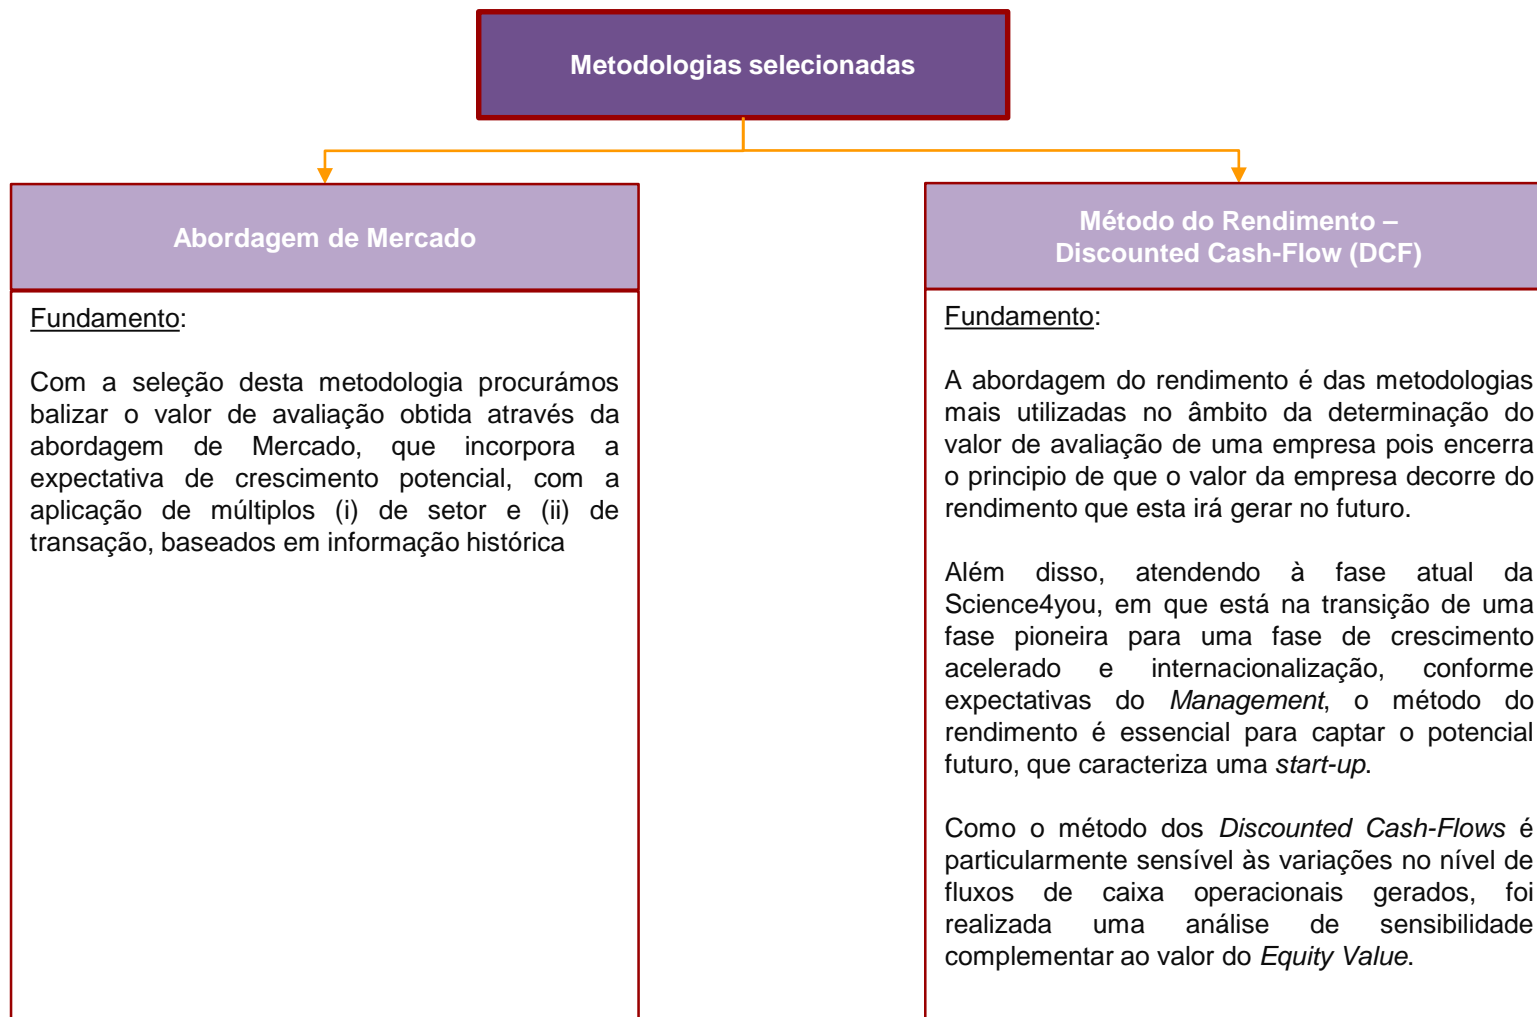 Metodologias selecionadas
Abordagem de Mercado
Fundamento:
Com a seleção desta metodologia procurámos
balizar o valor de avaliação obtida através da
abordagem de Mercado, que incorpora a
expectativa de crescimento potencial, com a
aplicação de múltiplos (i) de setor e (ii) de
transação, baseados em informação histórica
Método do Rendimento –
Discounted Cash-Flow (DCF)
Fundamento:
A abordagem do rendimento é das metodologias
mais utilizadas no âmbito da determinação do
valor de avaliação de uma empresa pois encerra
o principio de que o valor da empresa decorre do
rendimento que esta irá gerar no futuro.
Além disso, atendendo à fase atual da
Science4you, em que está na transição de uma
fase pioneira para uma fase de crescimento
acelerado e internacionalização, conforme
expectativas do Management, o método do
rendimento é essencial para captar o potencial
futuro, que caracteriza uma start-up.
Como o método dos Discounted Cash-Flows é
particularmente sensível às variações no nível de
fluxos de caixa operacionais gerados, foi
realizada uma análise de sensibilidade
complementar ao valor do Equity Value.